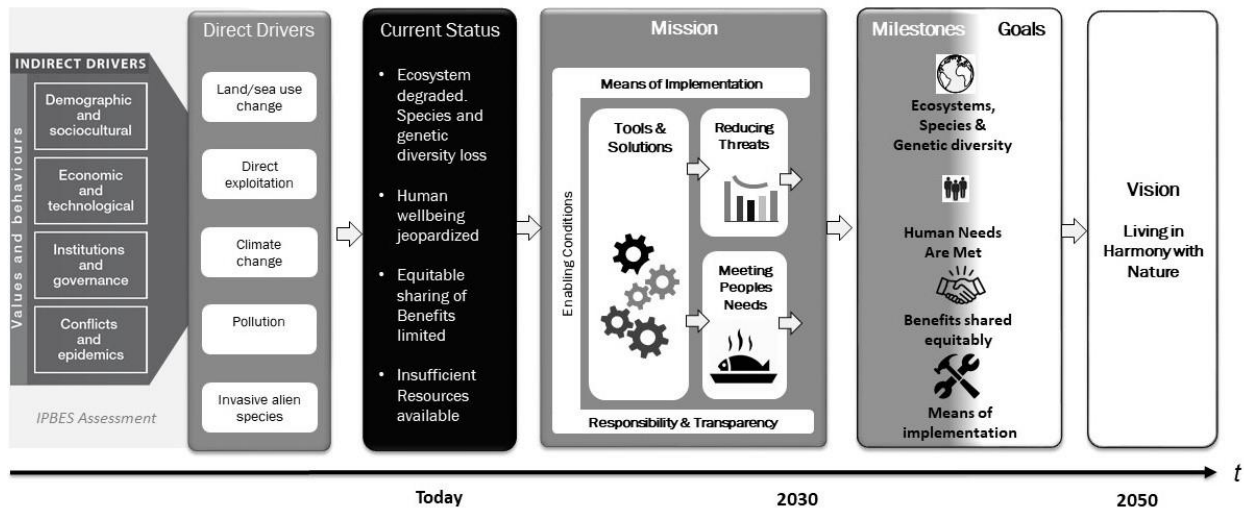 INDIRECT DRIVERS
Values and behaviours
Demographic
and
sociocultural
Economic
and
technological
Institutions
and
governance
Conflicts
and
epidemics
IPBES Assessment
Direct Drivers
Land/sea use
change
Direct
exploitation
Climate
change
Pollution
Invasive alien
species
Current Status
• Ecosystem
degraded.
Species and
genetic
diversity loss
• Human
wellbeing
jeopardized
• Equitable
sharing of
Benefits
limited
• Insufficient
Resources
available
Mission
Means of Implementation
Enabling Conditions
Tools &
Solutions
Reducing
Threats
Meeting
Peoples
Needs
Responsibility & Transparency
Milestones Goals
Ecosystems,
Species &
Genetic diversity
Human Needs
Are Met
Benefits shared
equitably
Means of
implementation
Vision
Living in
Harmony with
Nature
t
Today
2030
2050